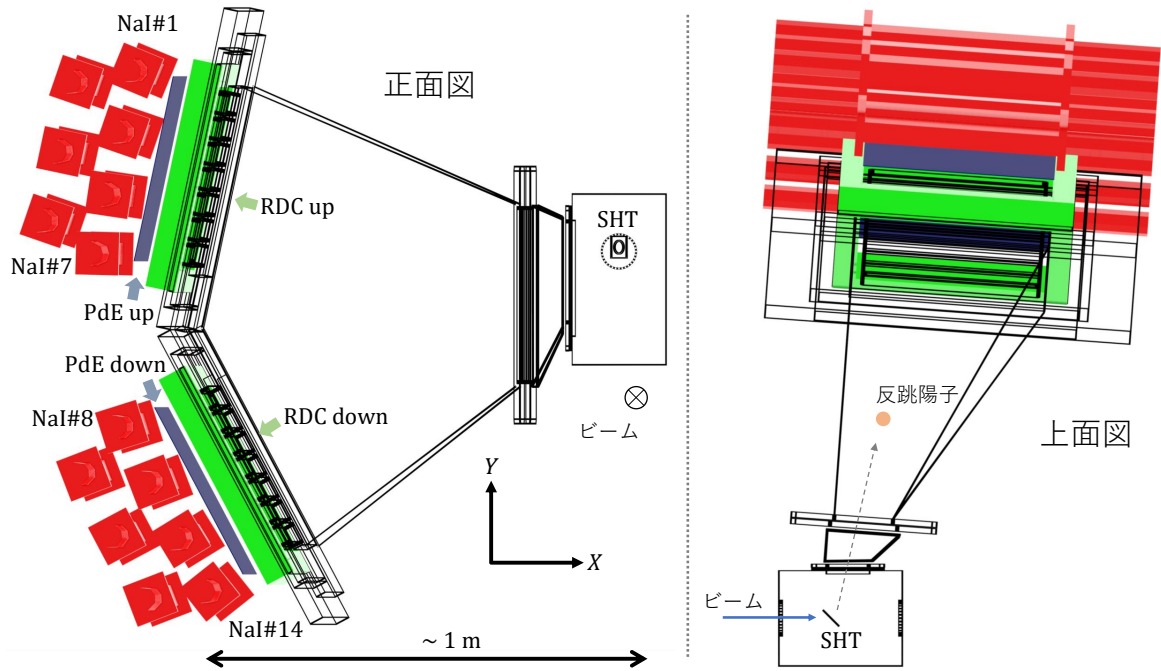 NaI#1
正面図
RDC up
SHT
NaI#7
PdE up
PdE down
NaI#8
RDC down
ビーム
Y
X
NaI#14
~ 1 m
反跳陽子
上面図
ビーム
SHT